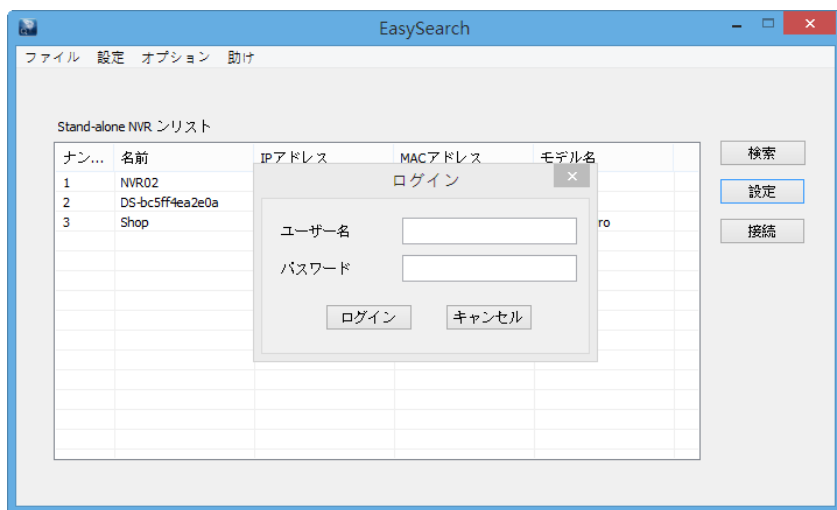 EasySearch
ファイル 設定 オプション 助け
Stand-alone NVR ンリスト
ナン... 名前 IPアドレス MACアドレス モデル名
1 NVR02
2 DS-bc5ff4ea2e0a
3 Shop ro
ログイン
ユーザー名
パスワード
ログイン キャンセル
検索
設定
接続